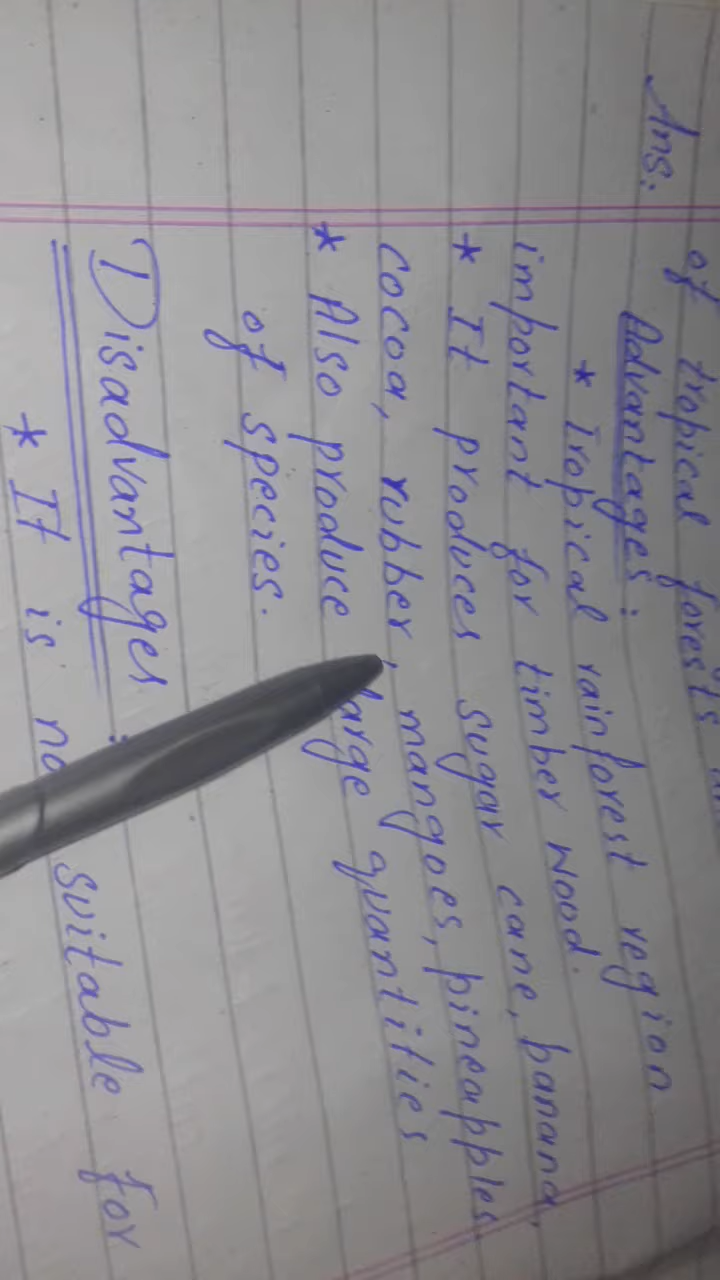 of tropical forests
Ans. Advantages :
* Tropical rainforest region
important for timber wood.
* It produces sugar cane, banana,
cocoa, rubber, mangoes, pineapples.
* Also produce large quantities
of species.
Disadvantages :
* It is not suitable for